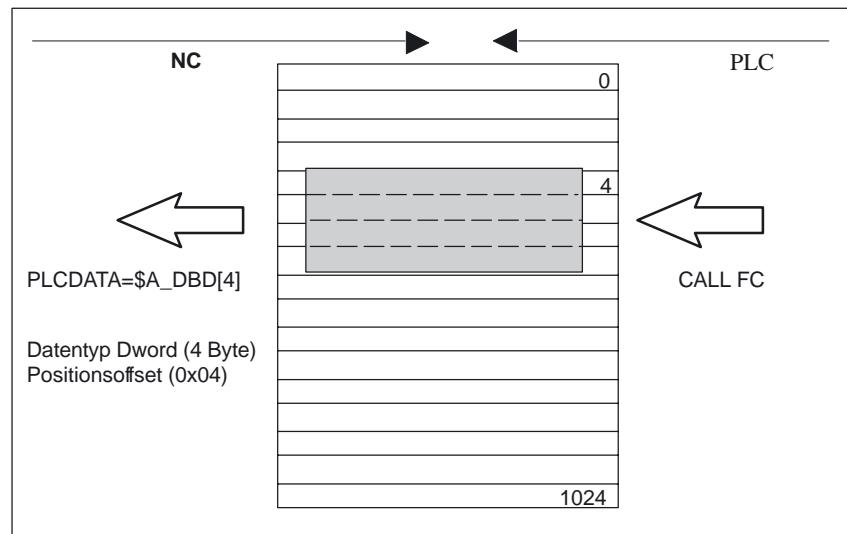 NC
PLC
0
4
PLCDATA=$A_DBD[4]
CALL FC
Datentyp Dword (4 Byte)
Positionsoffset (0x04)
1024